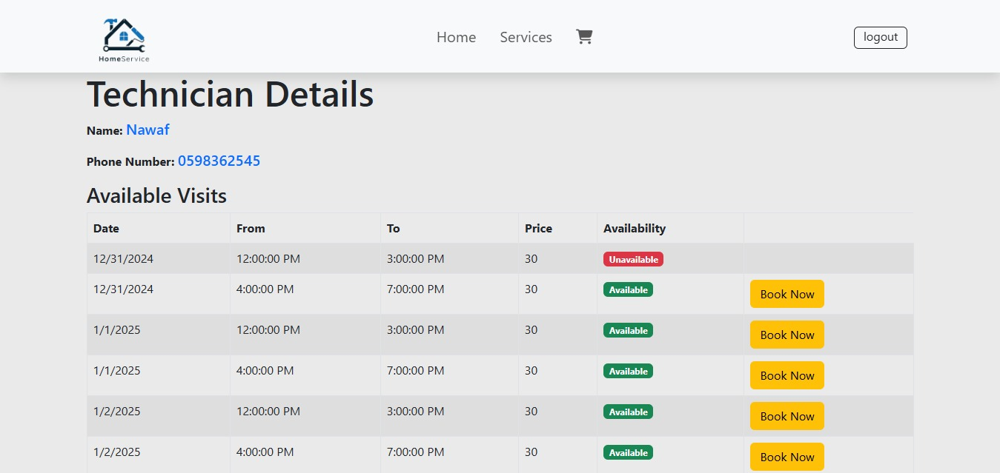 Home Services logout
HomeService
Technician Details
Name: Nawaf
Phone Number: 0598362545
Available Visits
Date From To Price Availability
12/31/2024 12:00:00 PM 3:00:00 PM 30 Unavailable
12/31/2024 4:00:00 PM 7:00:00 PM 30 Available Book Now
1/1/2025 12:00:00 PM 3:00:00 PM 30 Available Book Now
1/1/2025 4:00:00 PM 7:00:00 PM 30 Available Book Now
1/2/2025 12:00:00 PM 3:00:00 PM 30 Available Book Now
1/2/2025 4:00:00 PM 7:00:00 PM 30 Available Book Now